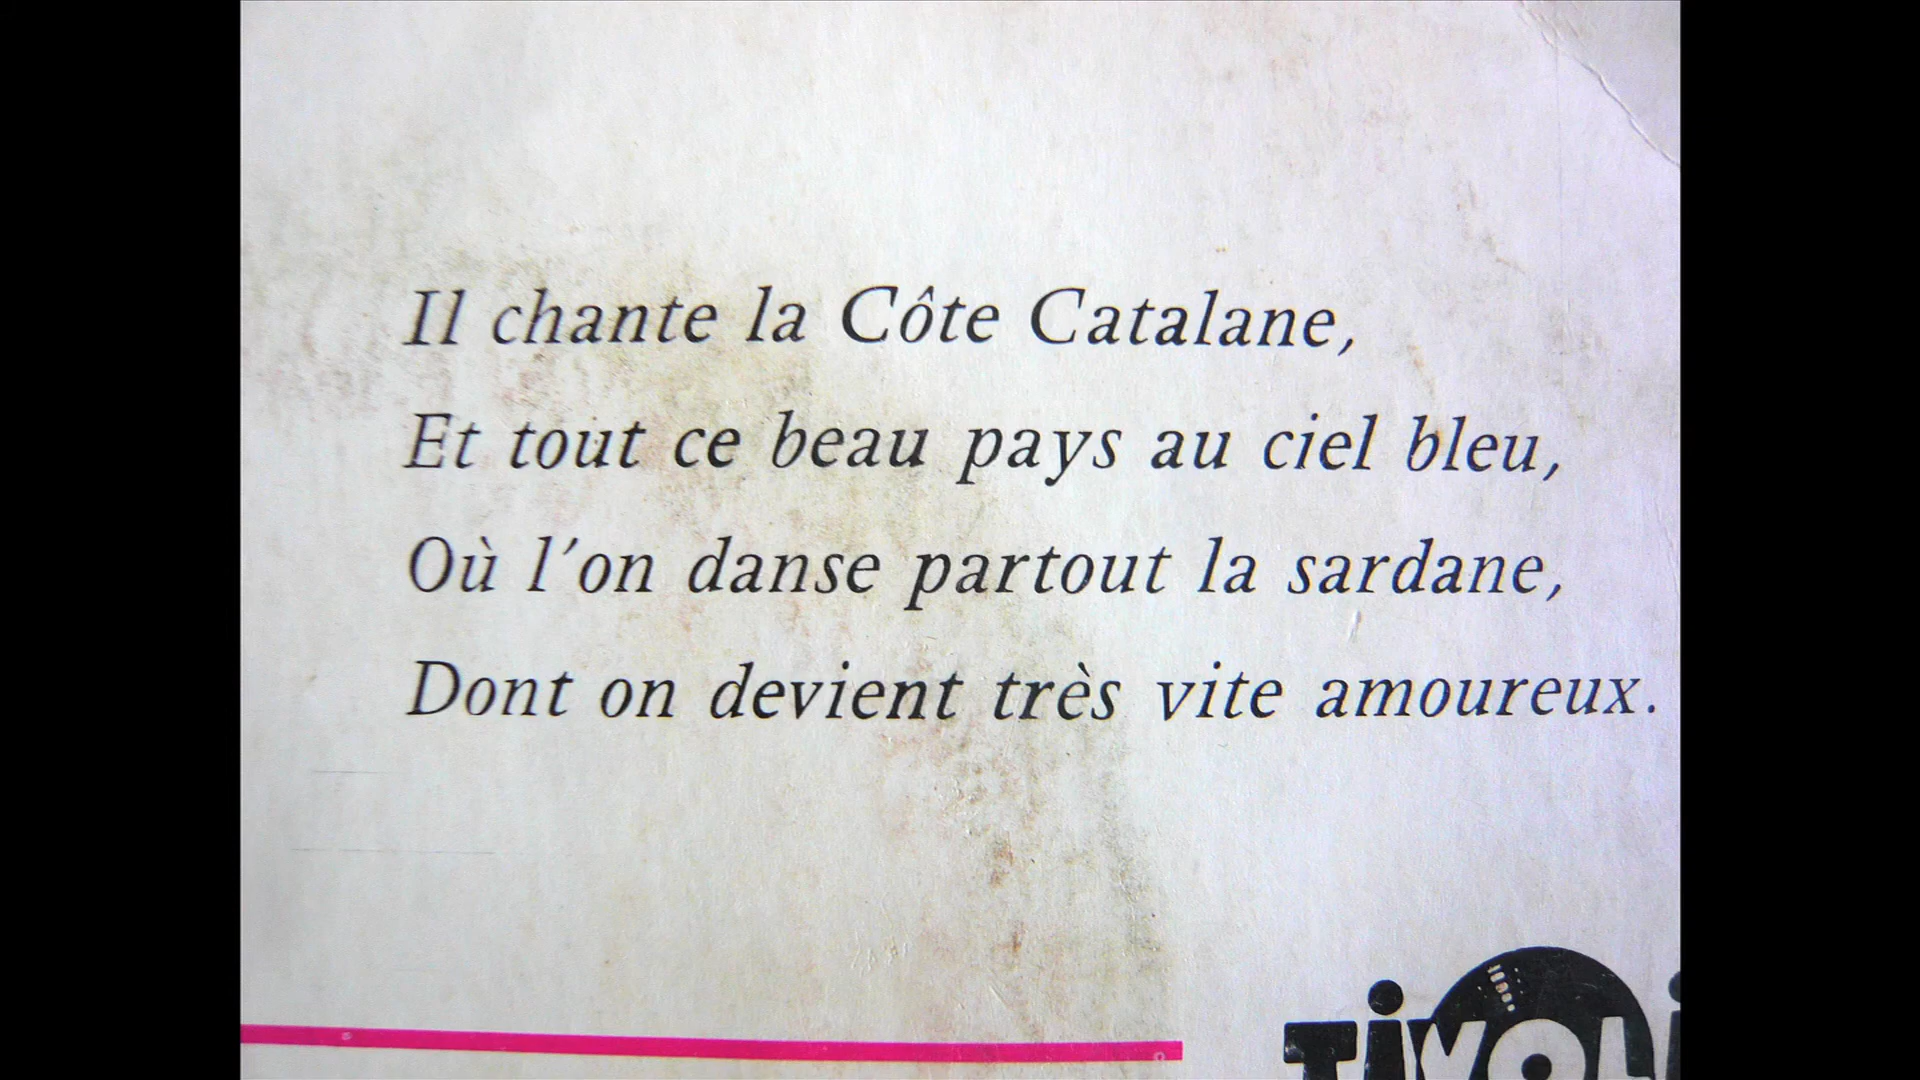 Il chante la Côte Catalane,
Et tout ce beau pays au ciel bleu,
Où l'on danse partout la sardane,
Dont on devient très vite amoureux.
TiVOLi